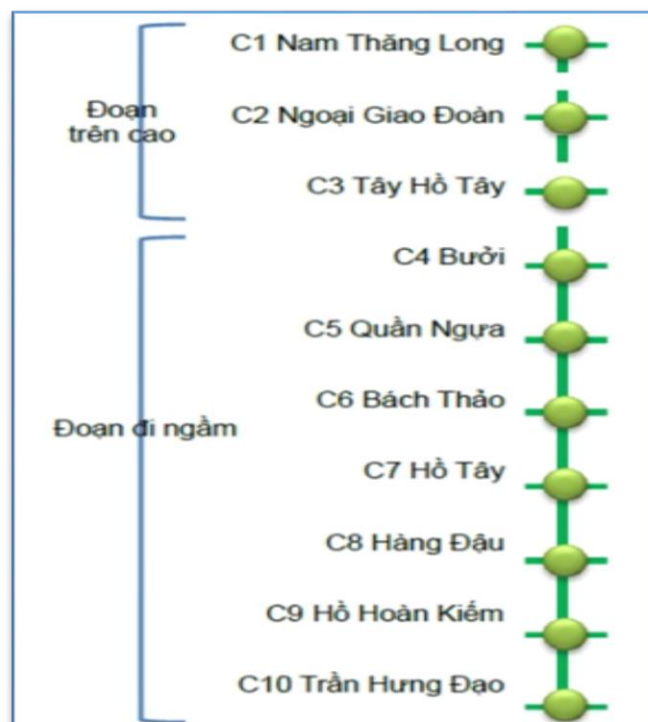 C1 Nam Thăng Long
Đoạn
trên cao
C2 Ngoại Giao Đoàn
C3 Tây Hồ Tây
C4 Bưởi
C5 Quần Ngựa
C6 Bách Thảo
Đoạn đi ngầm
C7 Hồ Tây
C8 Hàng Đậu
C9 Hồ Hoàn Kiếm
C10 Trần Hưng Đạo